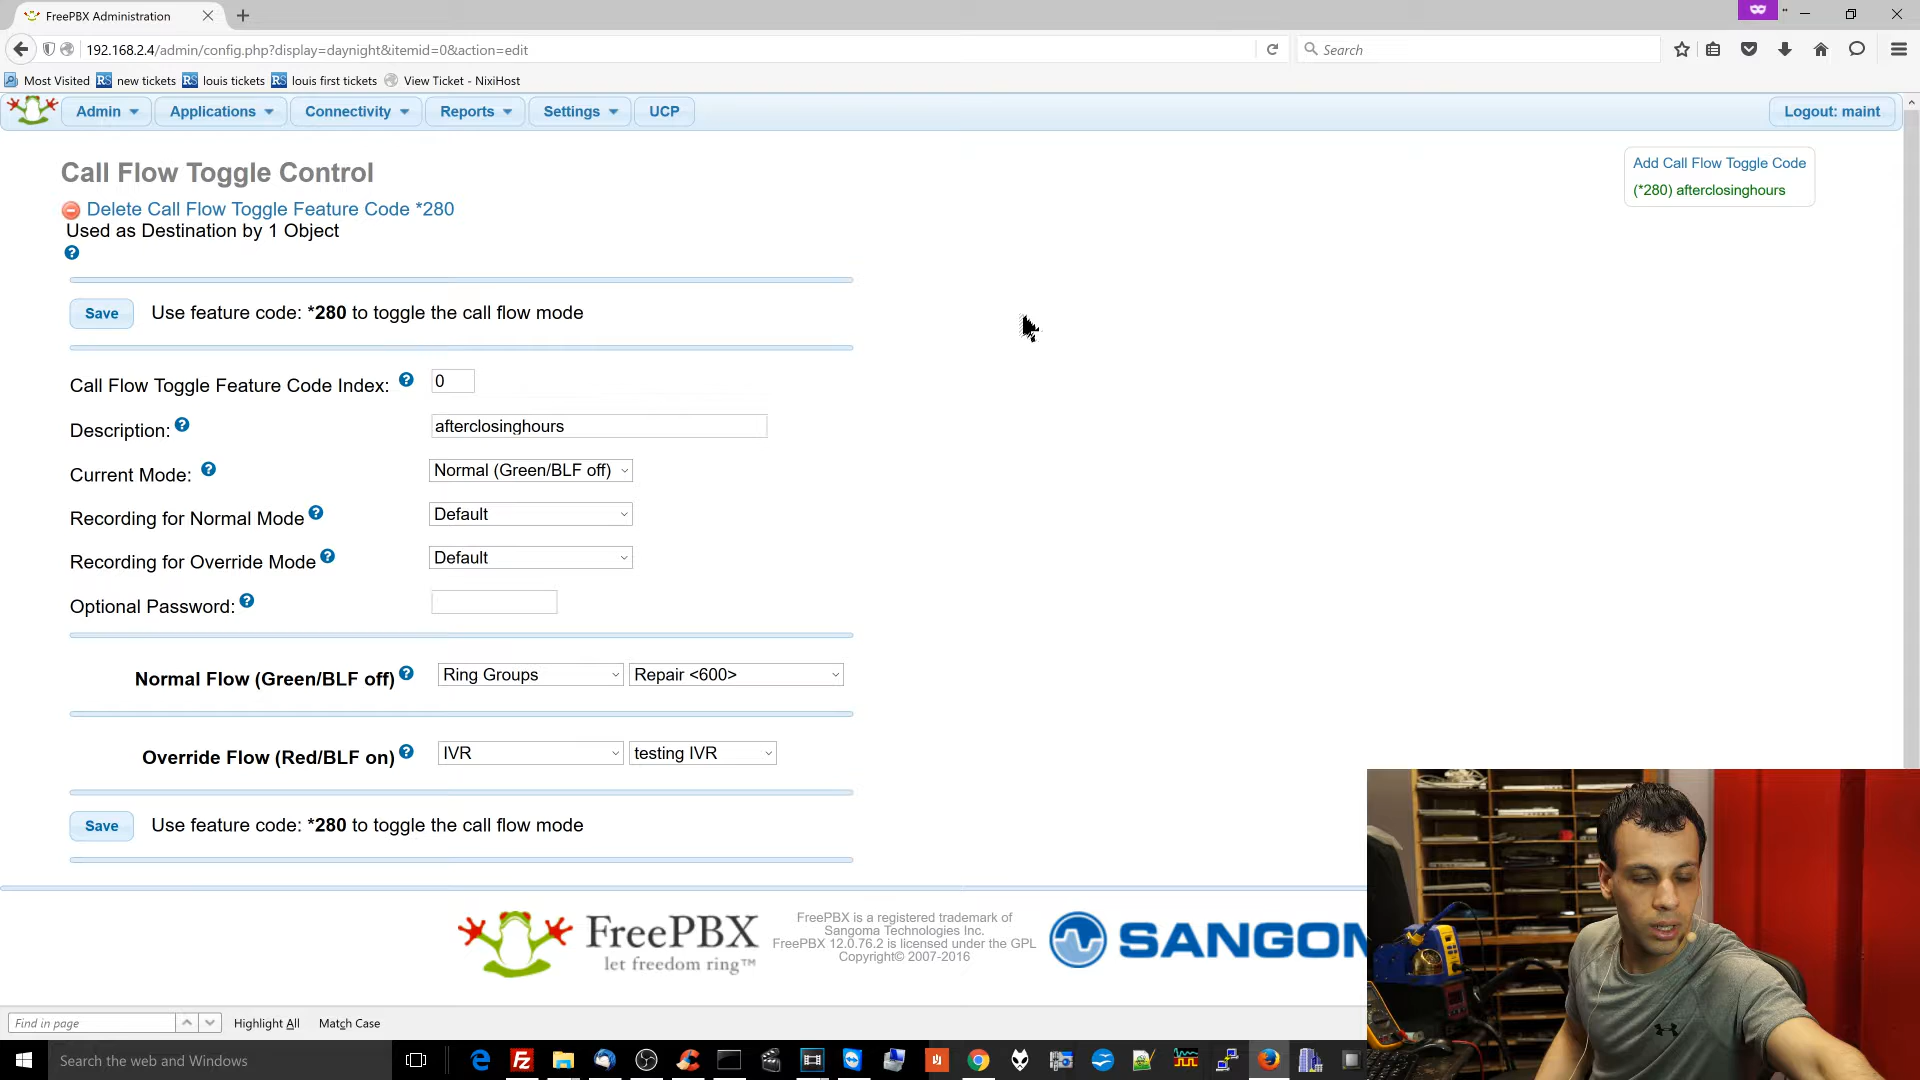 FreePBX Administration
192.168.2.4/admin/config.php?display=daynight&itemid=0&action=edit
Search
Most Visited
RS new tickets
RS louis tickets
RS louis first tickets
View Ticket - NixiHost
Admin
Applications
Connectivity
Reports
Settings
UCP
Logout: maint
Call Flow Toggle Control
Add Call Flow Toggle Code
(*280) afterclosinghours
Delete Call Flow Toggle Feature Code *280
Used as Destination by 1 Object
Save Use feature code: *280 to toggle the call flow mode
Call Flow Toggle Feature Code Index: 0
Description: afterclosinghours
Current Mode: Normal (Green/BLF off)
Recording for Normal Mode Default
Recording for Override Mode Default
Optional Password:
Normal Flow (Green/BLF off) Ring Groups Repair <600>
Override Flow (Red/BLF on) IVR testing IVR
Save Use feature code: *280 to toggle the call flow mode
FreePBX
let freedom ring™
FreePBX is a registered trademark of
Sangoma Technologies Inc.
FreePBX 12.0.76.2 is licensed under the GPL
Copyright© 2007-2016
SANGOM
Find in page
Highlight All
Match Case
Search the web and Windows